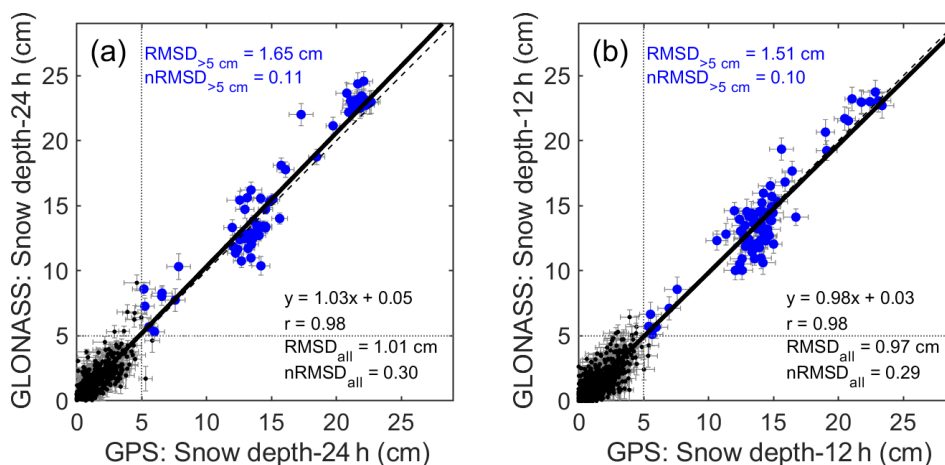 (a)
RMSD>5 cm = 1.65 cm
nRMSD>5 cm = 0.11
GLONASS: Snow depth-24 h (cm)
25
20
15
10
5
0
y = 1.03x + 0.05
r = 0.98
RMSDall = 1.01 cm
nRMSDall = 0.30
0 5 10 15 20 25
GPS: Snow depth-24 h (cm)
(b)
RMSD>5 cm = 1.51 cm
nRMSD>5 cm = 0.10
GLONASS: Snow depth-12 h (cm)
25
20
15
10
5
0
y = 0.98x + 0.03
r = 0.98
RMSDall = 0.97 cm
nRMSDall = 0.29
0 5 10 15 20 25
GPS: Snow depth-12 h (cm)